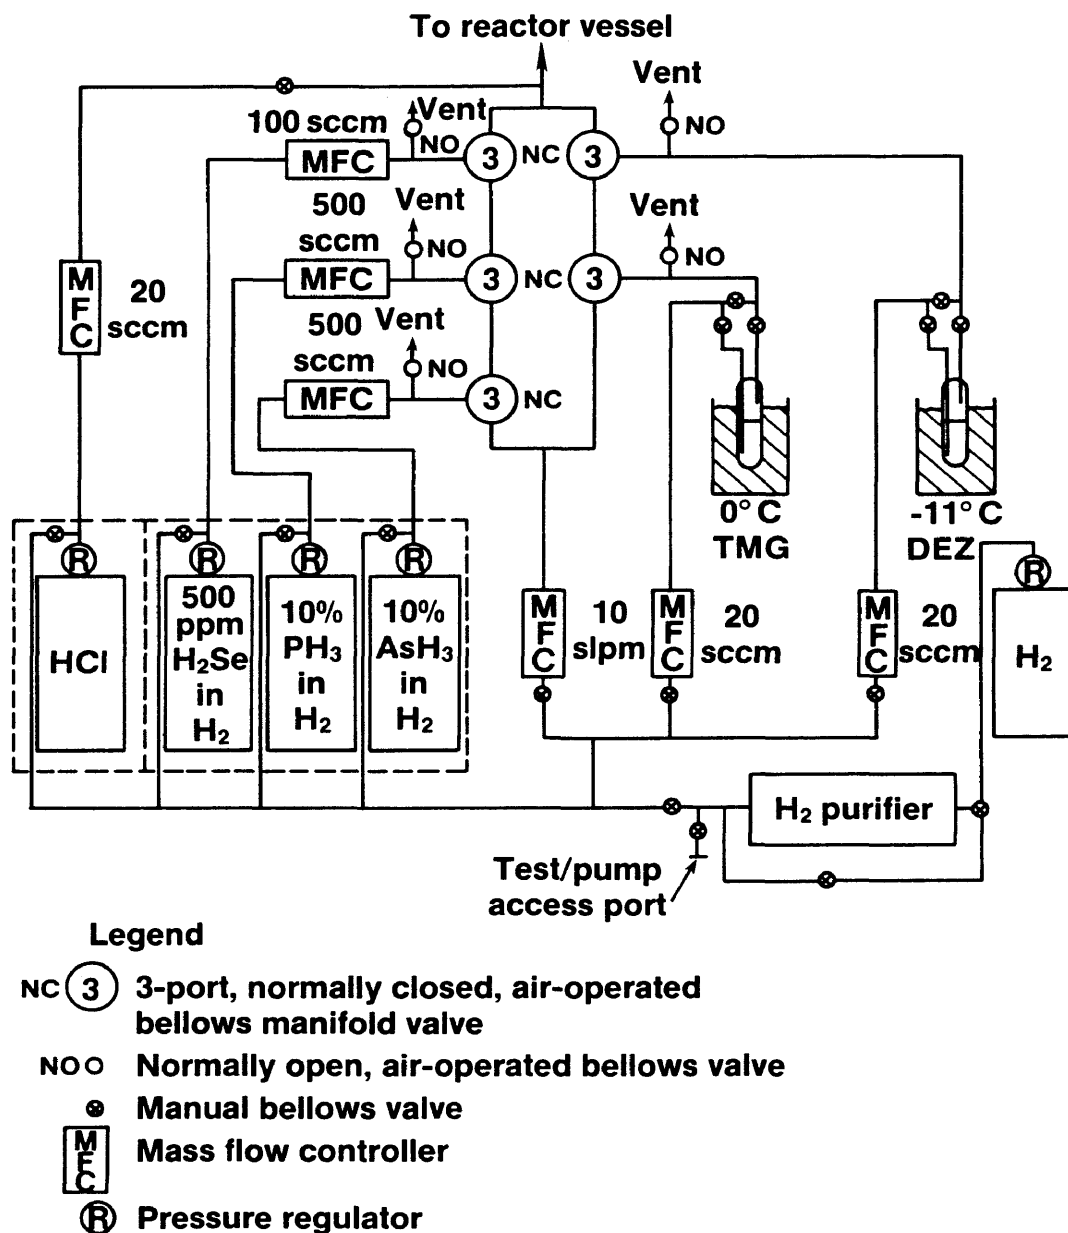 To reactor vessel
Vent
Vent
100 sccm
NO
NO
MFC
3
NC
3
500
sccm
Vent
Vent
NO
NO
MFC
3
NC
3
M
F
C
20
sccm
500
sccm
Vent
NO
MFC
3
NC
0° C
TMG
-11° C
DEZ
R
R
R
R
R
HCl
500
ppm
H₂Se
in
H₂
10%
PH₃
in
H₂
10%
AsH₃
in
H₂
M
F
C
10
slpm
M
F
C
20
sccm
M
F
C
20
sccm
H₂
H₂ purifier
Test/pump
access port
Legend
NC 3 3-port, normally closed, air-operated
bellows manifold valve
NO Normally open, air-operated bellows valve
Manual bellows valve
M
F
C
Mass flow controller
R Pressure regulator